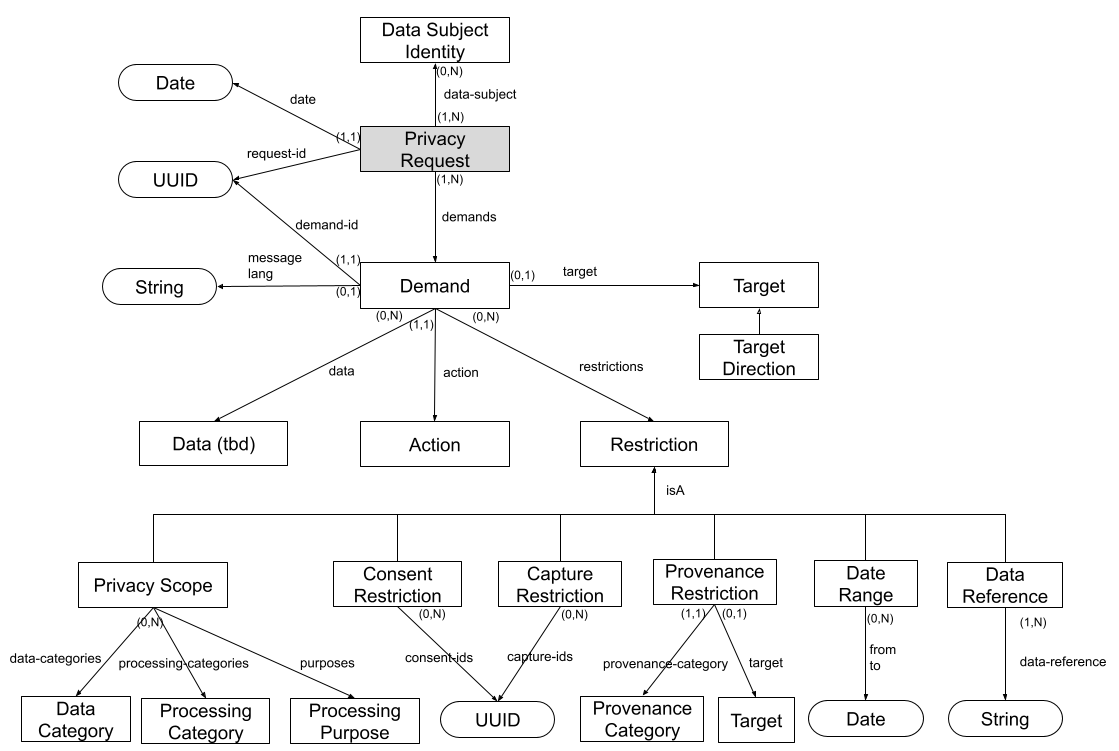 Data Subject
Identity
(0,N)
Date
date
data-subject
(1,N)
(1,1)
Privacy
Request
request-id
UUID
(1,N)
demands
demand-id
message
lang
(1,1)
(0,1)
String
Demand
(0,1)
target
Target
(0,N)
(1,1)
(0,N)
Target
Direction
data
action
restrictions
Data (tbd)
Action
Restriction
isA
Privacy Scope
Consent
Restriction
Capture
Restriction
Provenance
Restriction
Date
Range
Data
Reference
(0,N)
(0,N)
(0,N)
(1,1)
(0,1)
(0,N)
(1,N)
data-categories
processing-categories
purposes
consent-ids
capture-ids
provenance-category
target
from
to
data-reference
Data
Category
Processing
Category
Processing
Purpose
UUID
Provenance
Category
Target
Date
String